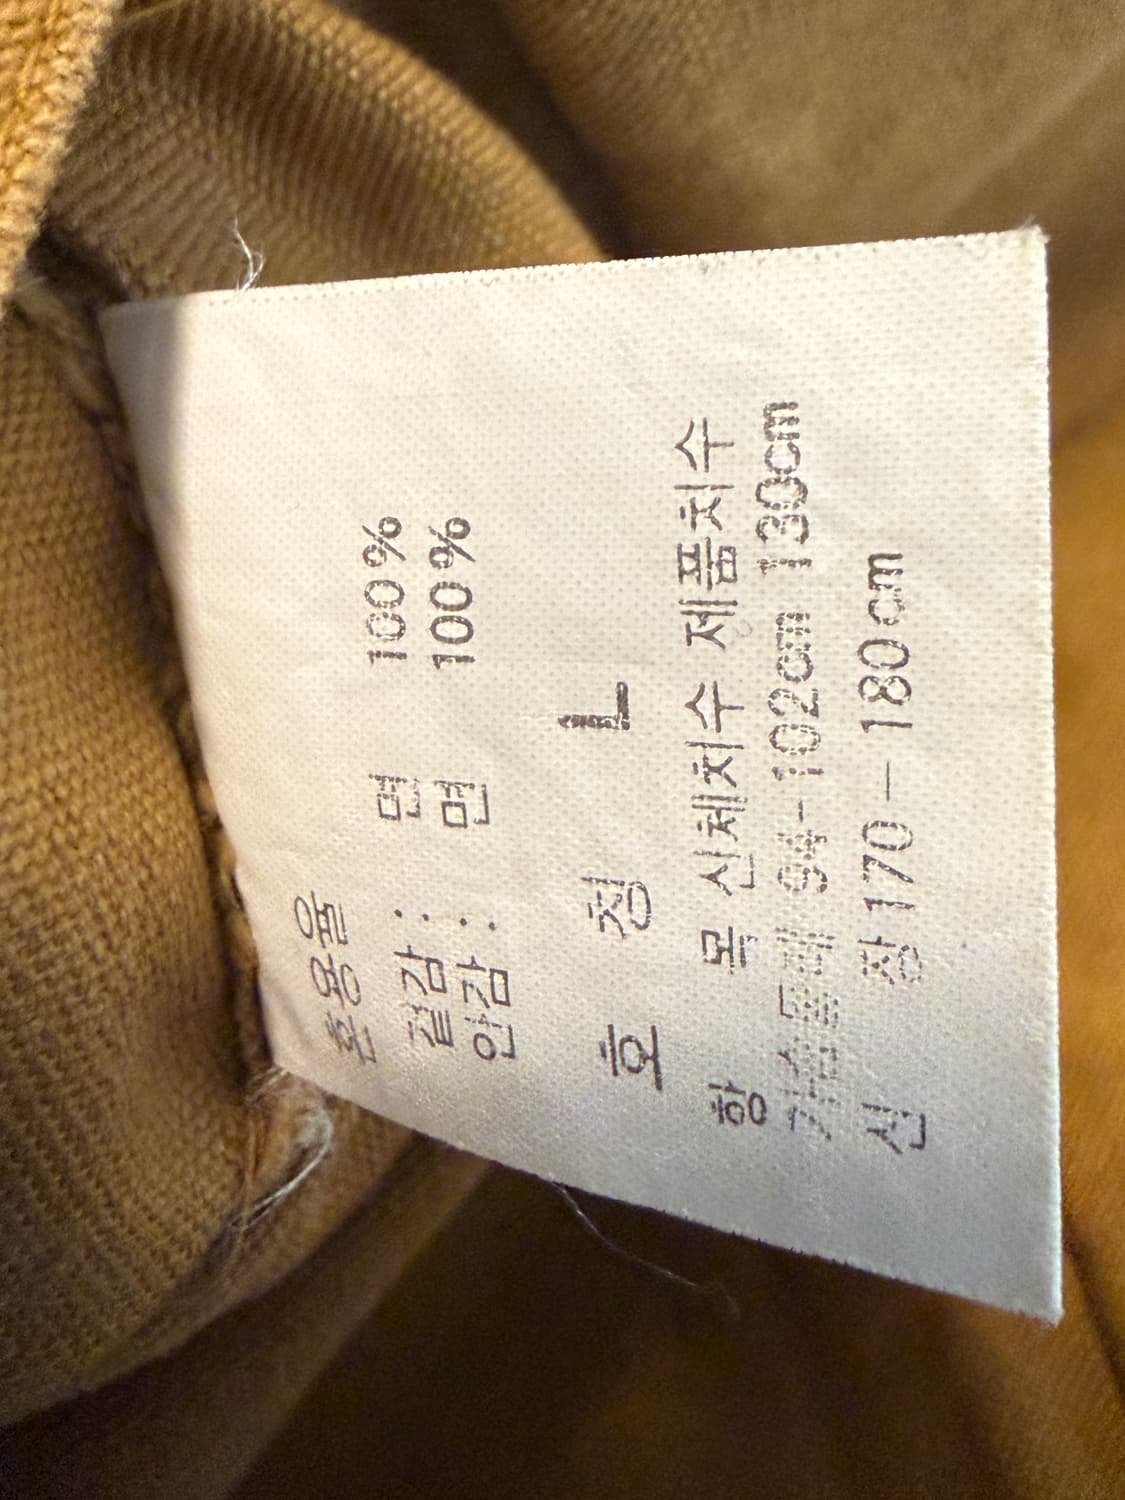 혼용율
겉감: 면 100%
안감: 면 100%
호 칭 L
항 목 신체치수 제품치수
가슴둘레 94-102cm 130cm
신 장 170-180cm